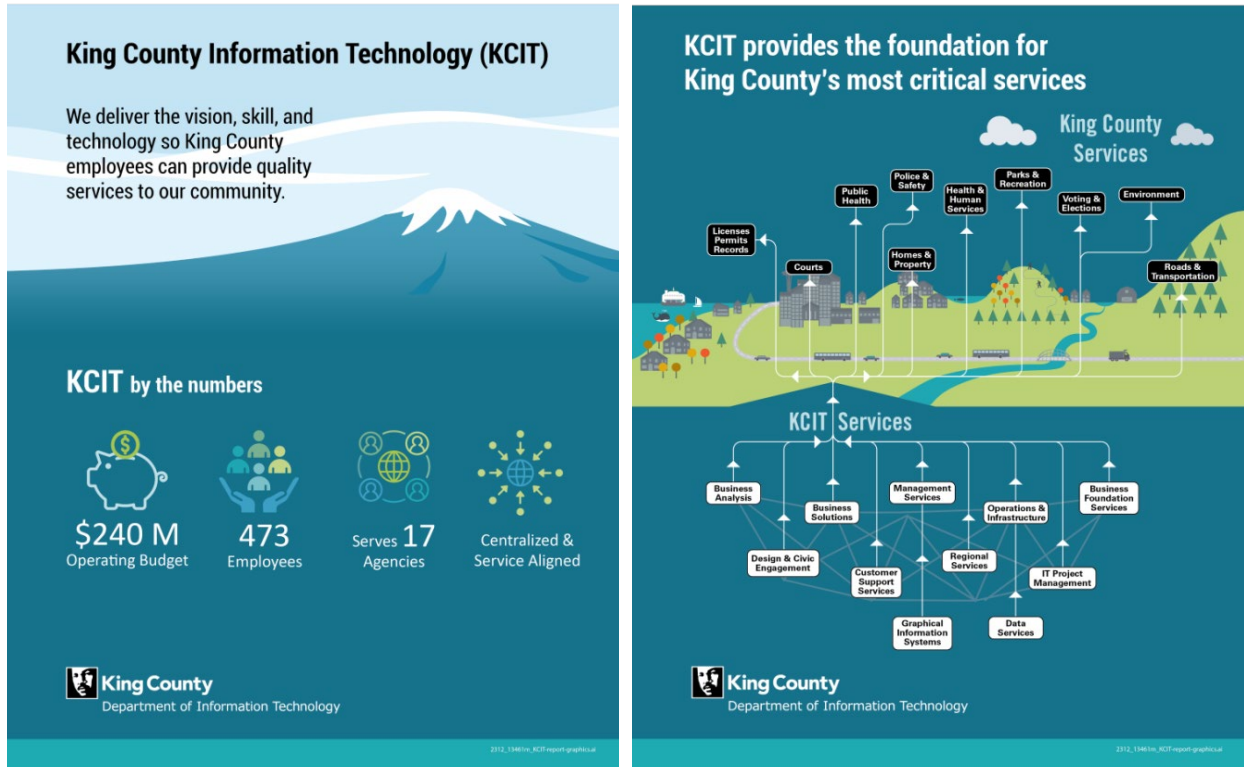 King County Information Technology (KCIT)
We deliver the vision, skill, and
technology so King County
employees can provide quality
services to our community.
KCIT by the numbers
$240 M
Operating Budget
473
Employees
Serves 17
Agencies
Centralized &
Service Aligned
King County
Department of Information Technology
2312_13461m_KCIT-report-graphics.ai
KCIT provides the foundation for
King County's most critical services
King County
Services
Licenses
Permits
Records
Courts
Public
Health
Police &
Safety
Homes &
Property
Health &
Human
Services
Parks &
Recreation
Voting &
Elections
Environment
Roads &
Transportation
KCIT Services
Business
Analysis
Design & Civic
Engagement
Business
Solutions
Customer
Support
Services
Management
Services
Graphical
Information
Systems
Regional
Services
Operations &
Infrastructure
Data
Services
IT Project
Management
Business
Foundation
Services
King County
Department of Information Technology
2312_13461m_KCIT-report-graphics.ai